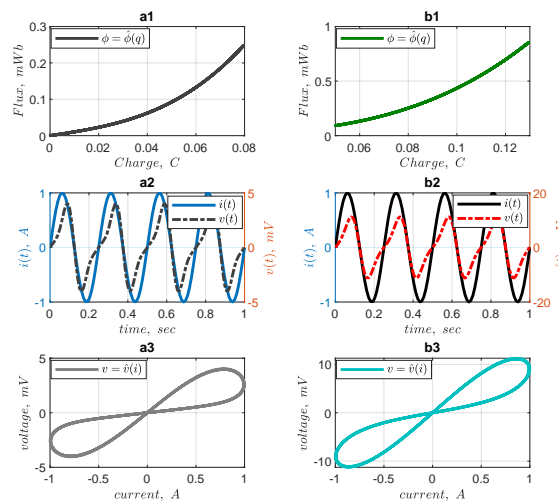 a1
0.3
0.2
0.1
0
Flux, mWb
ϕ = ϕ̂(q)
0 0.02 0.04 0.06 0.08
Charge, C
b1
1
0.5
0
Flux, mWb
ϕ = ϕ̂(q)
0.06 0.08 0.1 0.12
Charge, C
a2
1
0
-1
i(t), A
i(t)
v(t)
5
0
-5
v(t), mV
0 0.2 0.4 0.6 0.8 1
time, sec
b2
1
0
-1
i(t), A
i(t)
v(t)
20
0
-20
0 0.2 0.4 0.6 0.8 1
time, sec
a3
5
0
-5
voltage, mV
v = v̂(i)
-1 -0.5 0 0.5 1
current, A
b3
10
0
-10
voltage, mV
v = v̂(i)
-1 -0.5 0 0.5 1
current, A